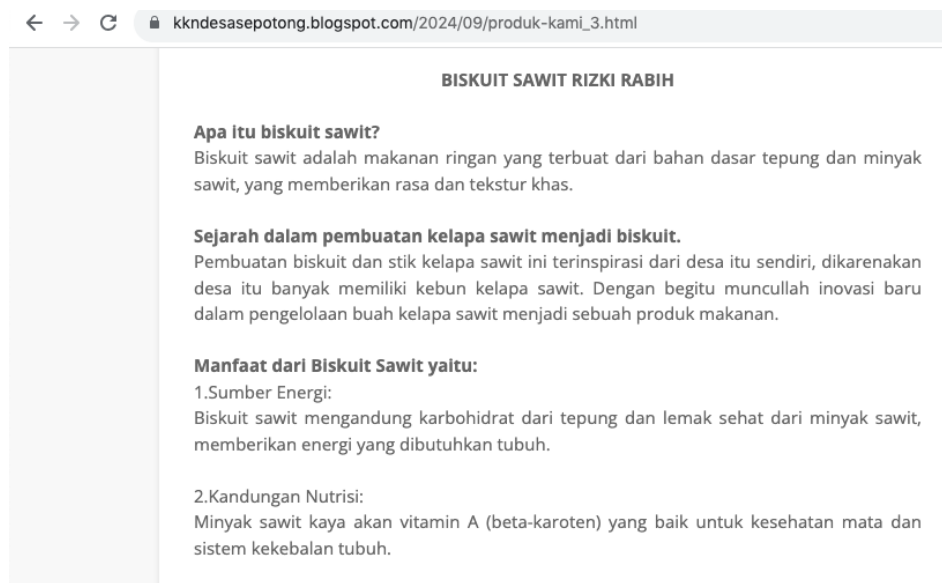 kkndesasepotong.blogspot.com/2024/09/produk-kami_3.html
BISKUIT SAWIT RIZKI RABIH
Apa itu biskuit sawit?
Biskuit sawit adalah makanan ringan yang terbuat dari bahan dasar tepung dan minyak
sawit, yang memberikan rasa dan tekstur khas.
Sejarah dalam pembuatan kelapa sawit menjadi biskuit.
Pembuatan biskuit dan stik kelapa sawit ini terinspirasi dari desa itu sendiri, dikarenakan
desa itu banyak memiliki kebun kelapa sawit. Dengan begitu muncullah inovasi baru
dalam pengelolaan buah kelapa sawit menjadi sebuah produk makanan.
Manfaat dari Biskuit Sawit yaitu:
1.Sumber Energi:
Biskuit sawit mengandung karbohidrat dari tepung dan lemak sehat dari minyak sawit,
memberikan energi yang dibutuhkan tubuh.
2.Kandungan Nutrisi:
Minyak sawit kaya akan vitamin A (beta-karoten) yang baik untuk kesehatan mata dan
sistem kekebalan tubuh.